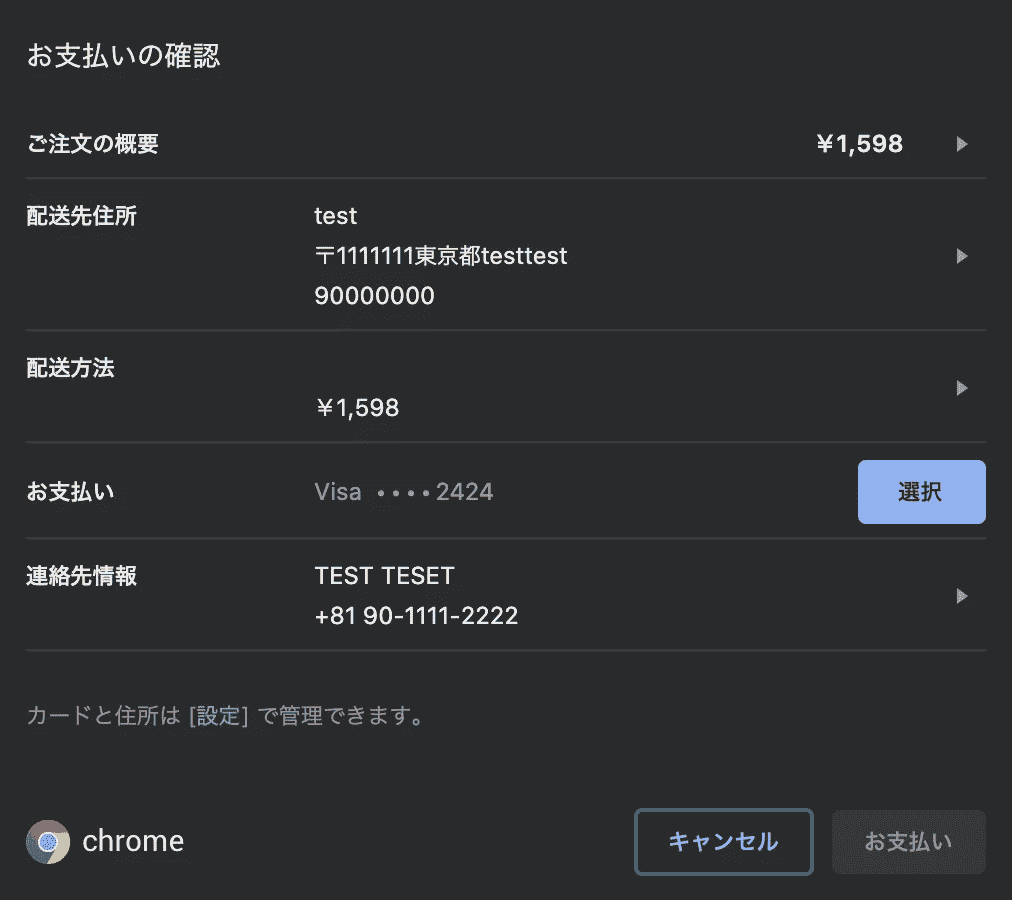 お支払いの確認
ご注文の概要 ¥1,598
配送先住所 test
〒1111111東京都testtest
90000000
配送方法
¥1,598
お支払い Visa ････2424 選択
連絡先情報 TEST TESET
+81 90-1111-2222
カードと住所は [設定] で管理できます。
chrome キャンセル お支払い